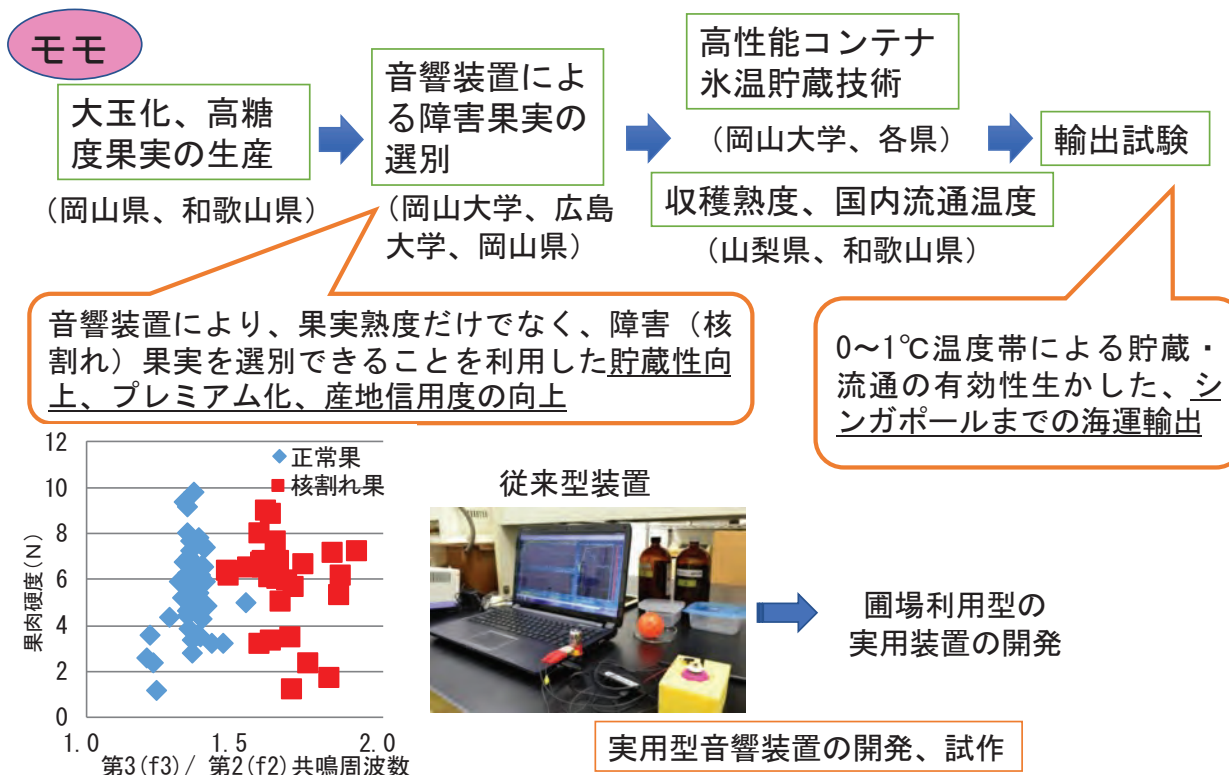 モモ
大玉化、高糖
度果実の生産
(岡山県、和歌山県)
音響装置によ
る障害果実の
選別
(岡山大学、広島
大学、岡山県)
高性能コンテナ
氷温貯蔵技術
(岡山大学、各県)
収穫熟度、国内流通温度
(山梨県、和歌山県)
輸出試験
音響装置により、果実熟度だけでなく、障害(核
割れ)果実を選別できることを利用した貯蔵性向
上、プレミアム化、産地信用度の向上
0~1℃温度帯による貯蔵・
流通の有効性生かした、シ
ンガポールまでの海運輸出
果肉硬度(N)
12
10
8
6
4
2
0
正常果
核割れ果
1.0 1.5 2.0
第3(f3)/ 第2(f2)共鳴周波数
従来型装置
圃場利用型の
実用装置の開発
実用型音響装置の開発、試作